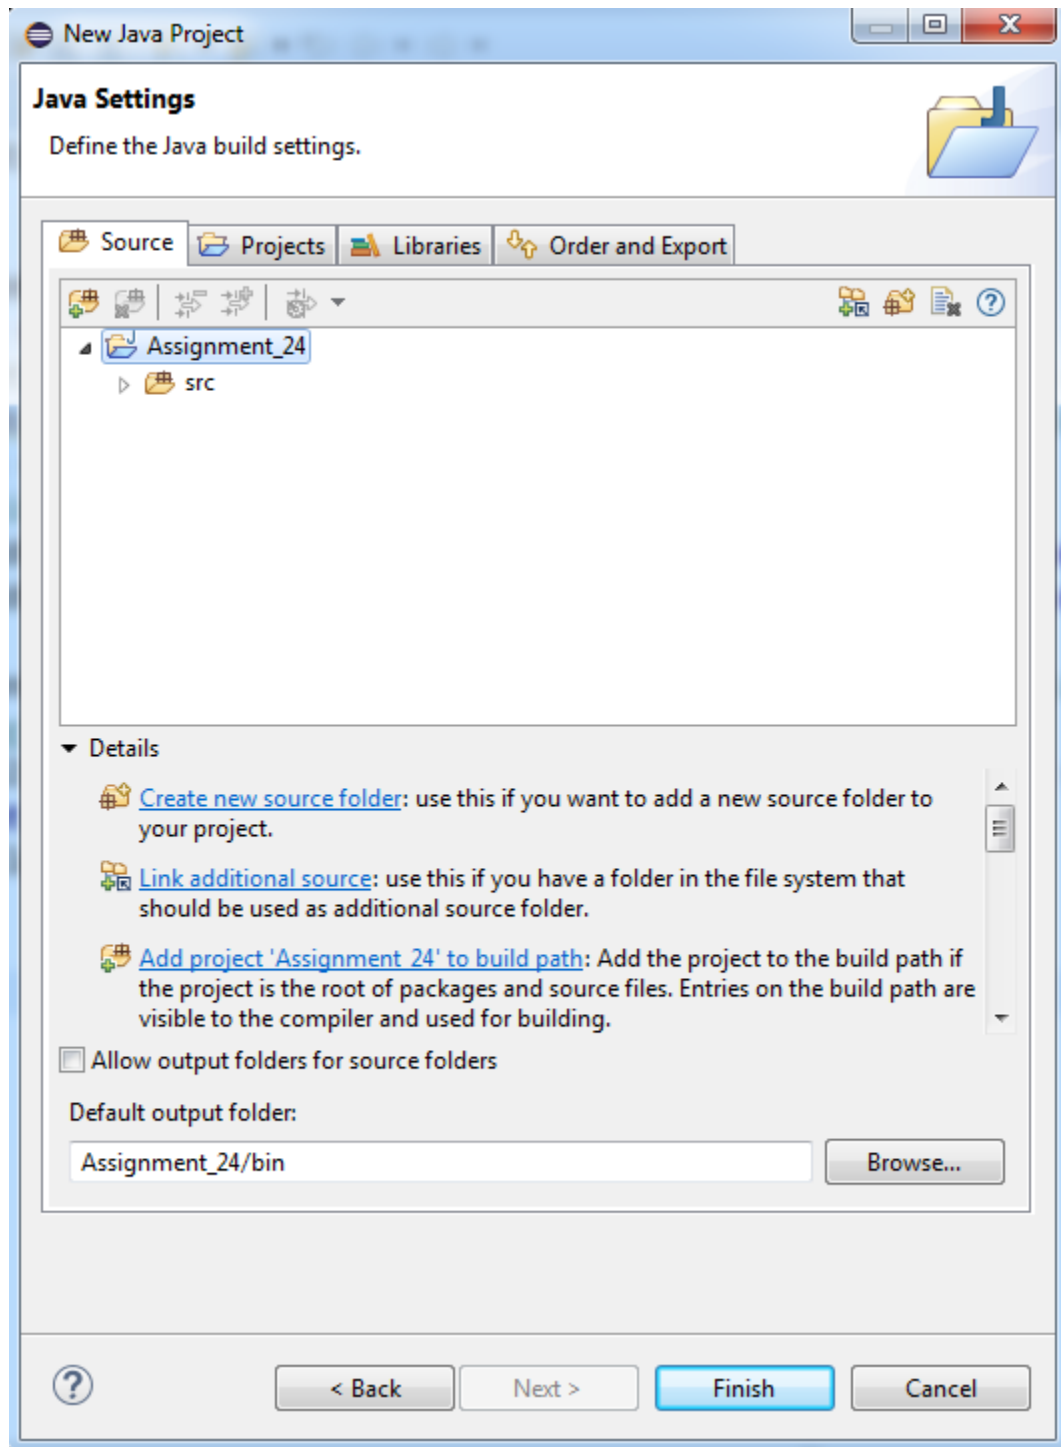 New Java Project
Java Settings
Define the Java build settings.
Source Projects Libraries Order and Export
Assignment_24
src
Details
Create new source folder: use this if you want to add a new source folder to
your project.
Link additional source: use this if you have a folder in the file system that
should be used as additional source folder.
Add project 'Assignment_24' to build path: Add the project to the build path if
the project is the root of packages and source files. Entries on the build path are
visible to the compiler and used for building.
Allow output folders for source folders
Default output folder:
Assignment_24/bin Browse...
< Back Next > Finish Cancel